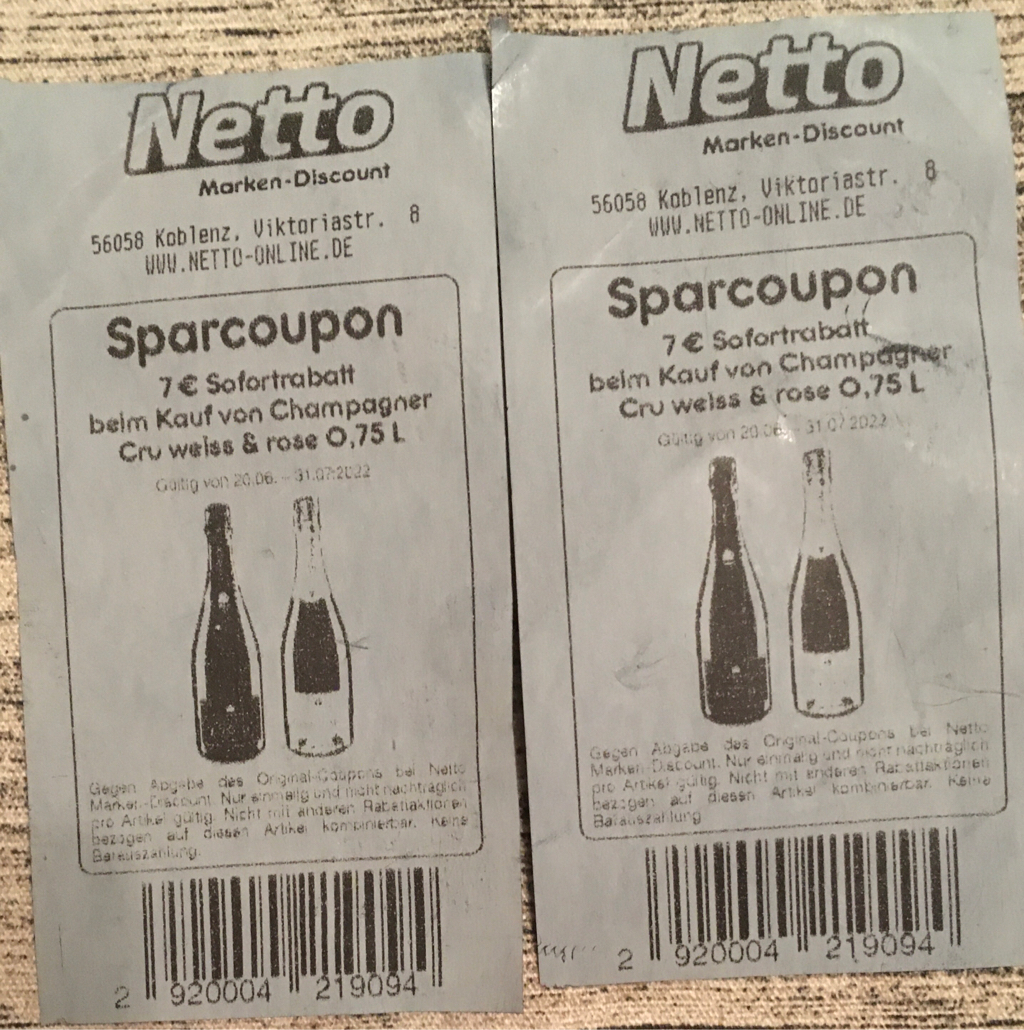 Netto
Marken-Discount
56058 Koblenz, Viktoriastr. 8
WWW.NETTO-ONLINE.DE
Sparcoupon
7 € Sofortrabatt
beim Kauf von Champagner
Cru weiss & rose 0,75 L
Gültig von 20.06. - 31.07.2022
Gegen Abgabe des Original-Coupons bei Netto
Marken-Discount. Nur einmalig und nicht nachträglich
pro Artikel gültig. Nicht mit anderen Rabattaktionen
bezogen auf diesen Artikel kombinierbar. Keine
Barauszahlung.
2 920004 219094
Netto
Marken-Discount
56058 Koblenz, Viktoriastr. 8
WWW.NETTO-ONLINE.DE
Sparcoupon
7 € Sofortrabatt
beim Kauf von Champagner
Cru weiss & rose 0,75 L
Gültig von 20.06. - 31.07.2022
Gegen Abgabe des Original-Coupons bei Netto
Marken-Discount. Nur einmalig und nicht nachträglich
pro Artikel gültig. Nicht mit anderen Rabattaktionen
bezogen auf diesen Artikel kombinierbar. Keine
Barauszahlung
2 920004 219094